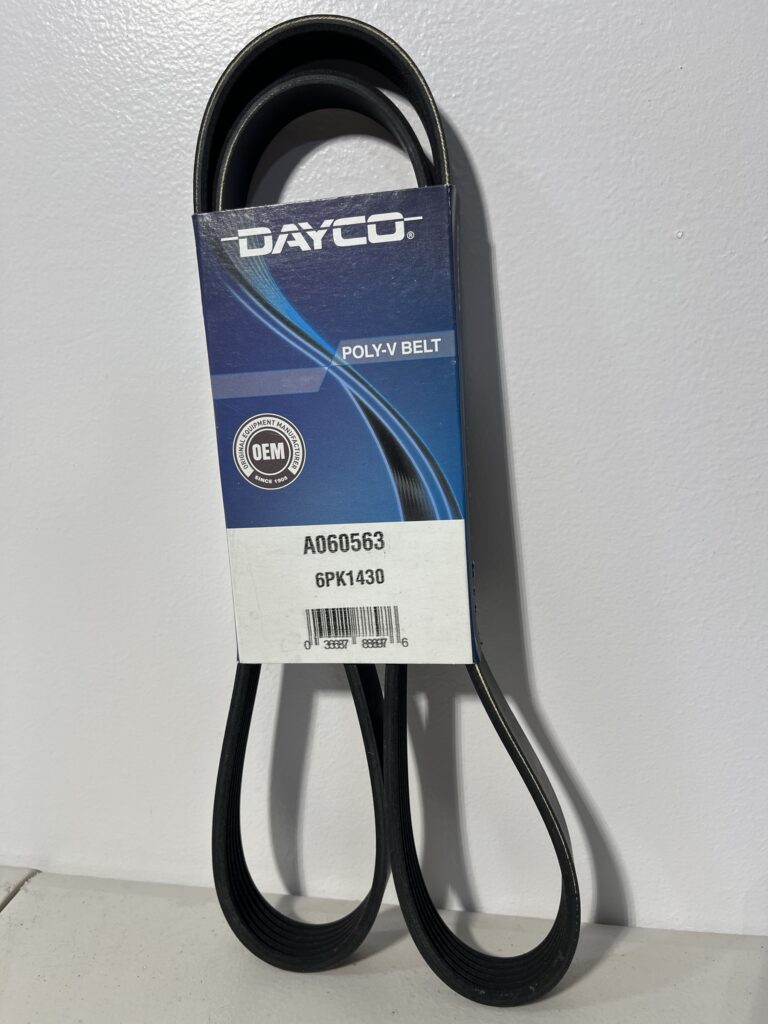 DAYCO®
POLY-V BELT
ORIGINAL EQUIPMENT MANUFACTURER
OEM
SINCE 1905
A060563
6PK1430